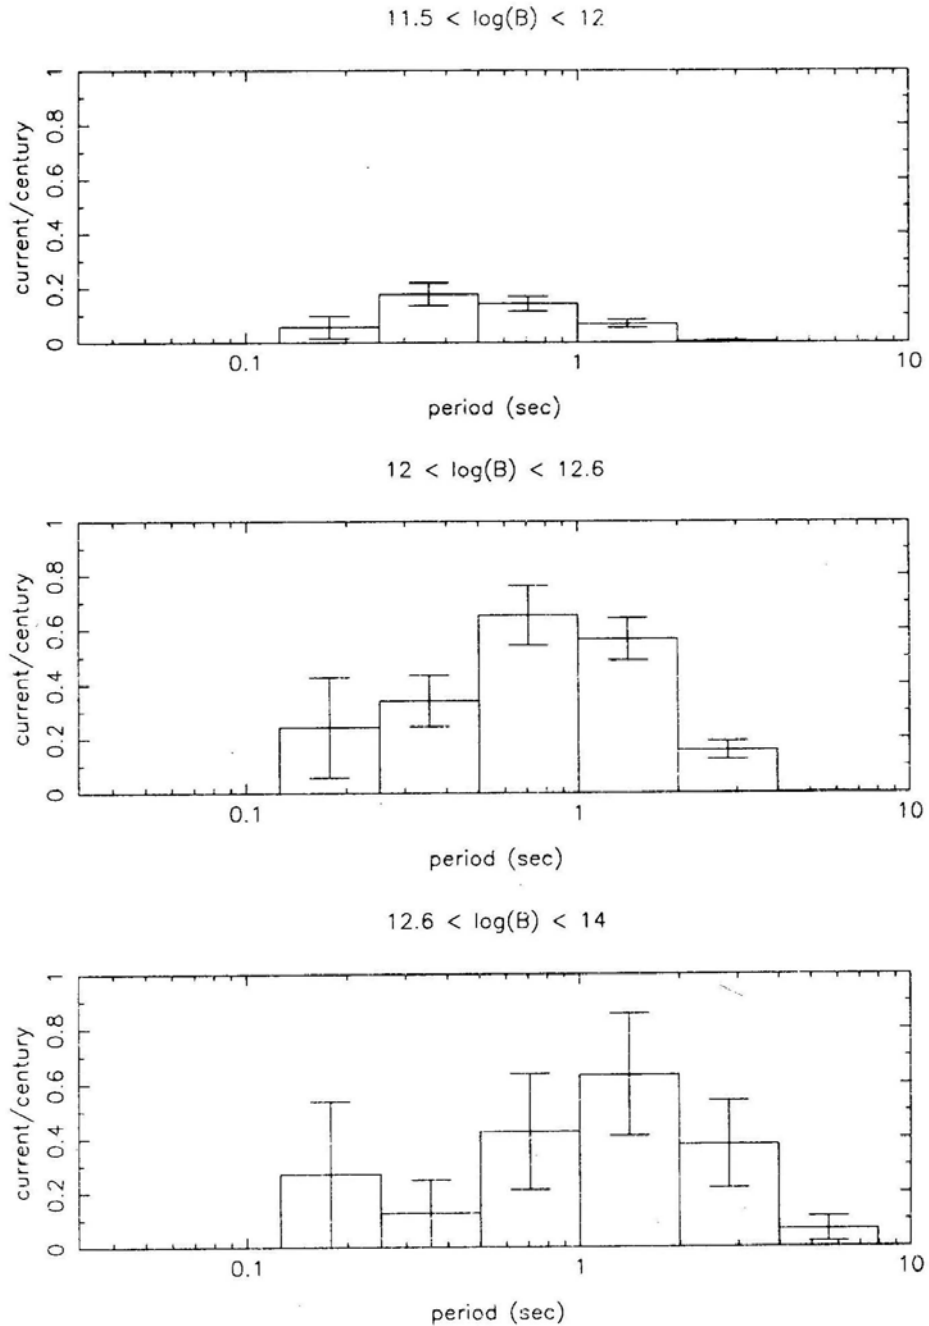 11.5 < log(B) < 12
1
0.8
0.6
0.4
0.2
0
current/century
0.1 1 10
period (sec)
12 < log(B) < 12.6
1
0.8
0.6
0.4
0.2
0
current/century
0.1 1 10
period (sec)
12.6 < log(B) < 14
1
0.8
0.6
0.4
0.2
0
current/century
0.1 1 10
period (sec)